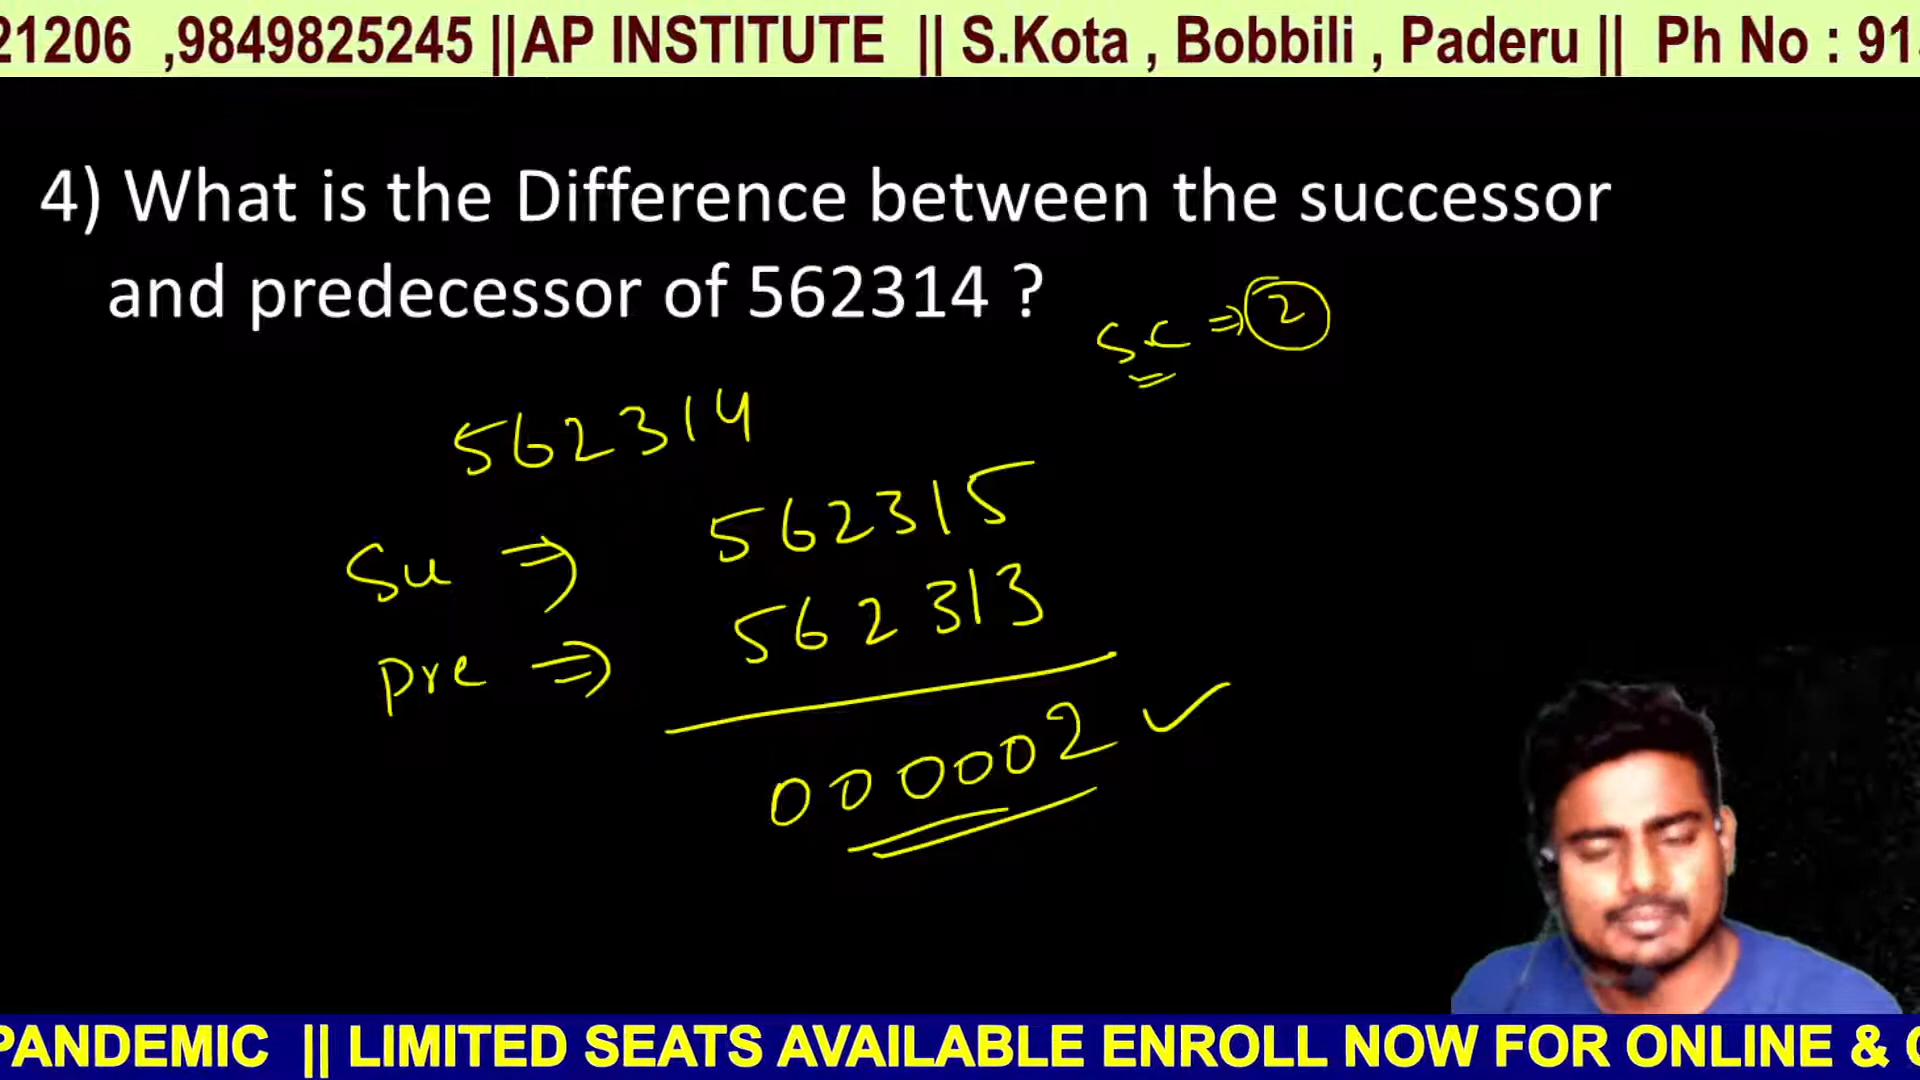 21206 ,9849825245 ||AP INSTITUTE || S.Kota , Bobbili , Paderu || Ph No : 91
4) What is the Difference between the successor
and predecessor of 562314 ?
Sc ⇒ 2
562314
Su ⇒ 562315
Pre ⇒ 562313
000002 ✓
PANDEMIC || LIMITED SEATS AVAILABLE ENROLL NOW FOR ONLINE &